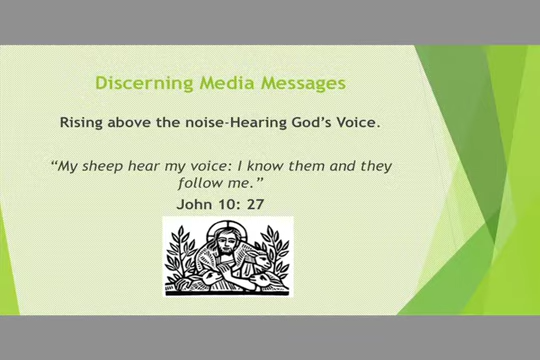 Discerning Media Messages
Rising above the noise-Hearing God’s Voice.
“My sheep hear my voice: I know them and they
follow me.”
John 10: 27